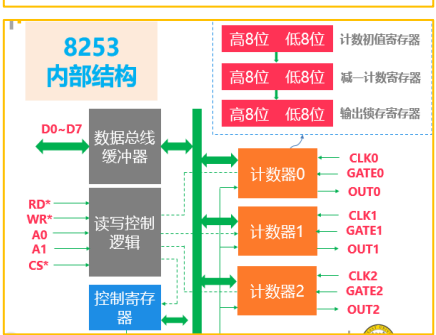 8253
内部结构
高8位 低8位 计数初值寄存器
高8位 低8位 减一计数寄存器
高8位 低8位 输出锁存寄存器
D0~D7
数据总线
缓冲器
RD*
WR*
A0
A1
CS*
读写控制
逻辑
控制寄存
器
计数器0
CLK0
GATE0
OUT0
计数器1
CLK1
GATE1
OUT1
计数器2
CLK2
GATE2
OUT2